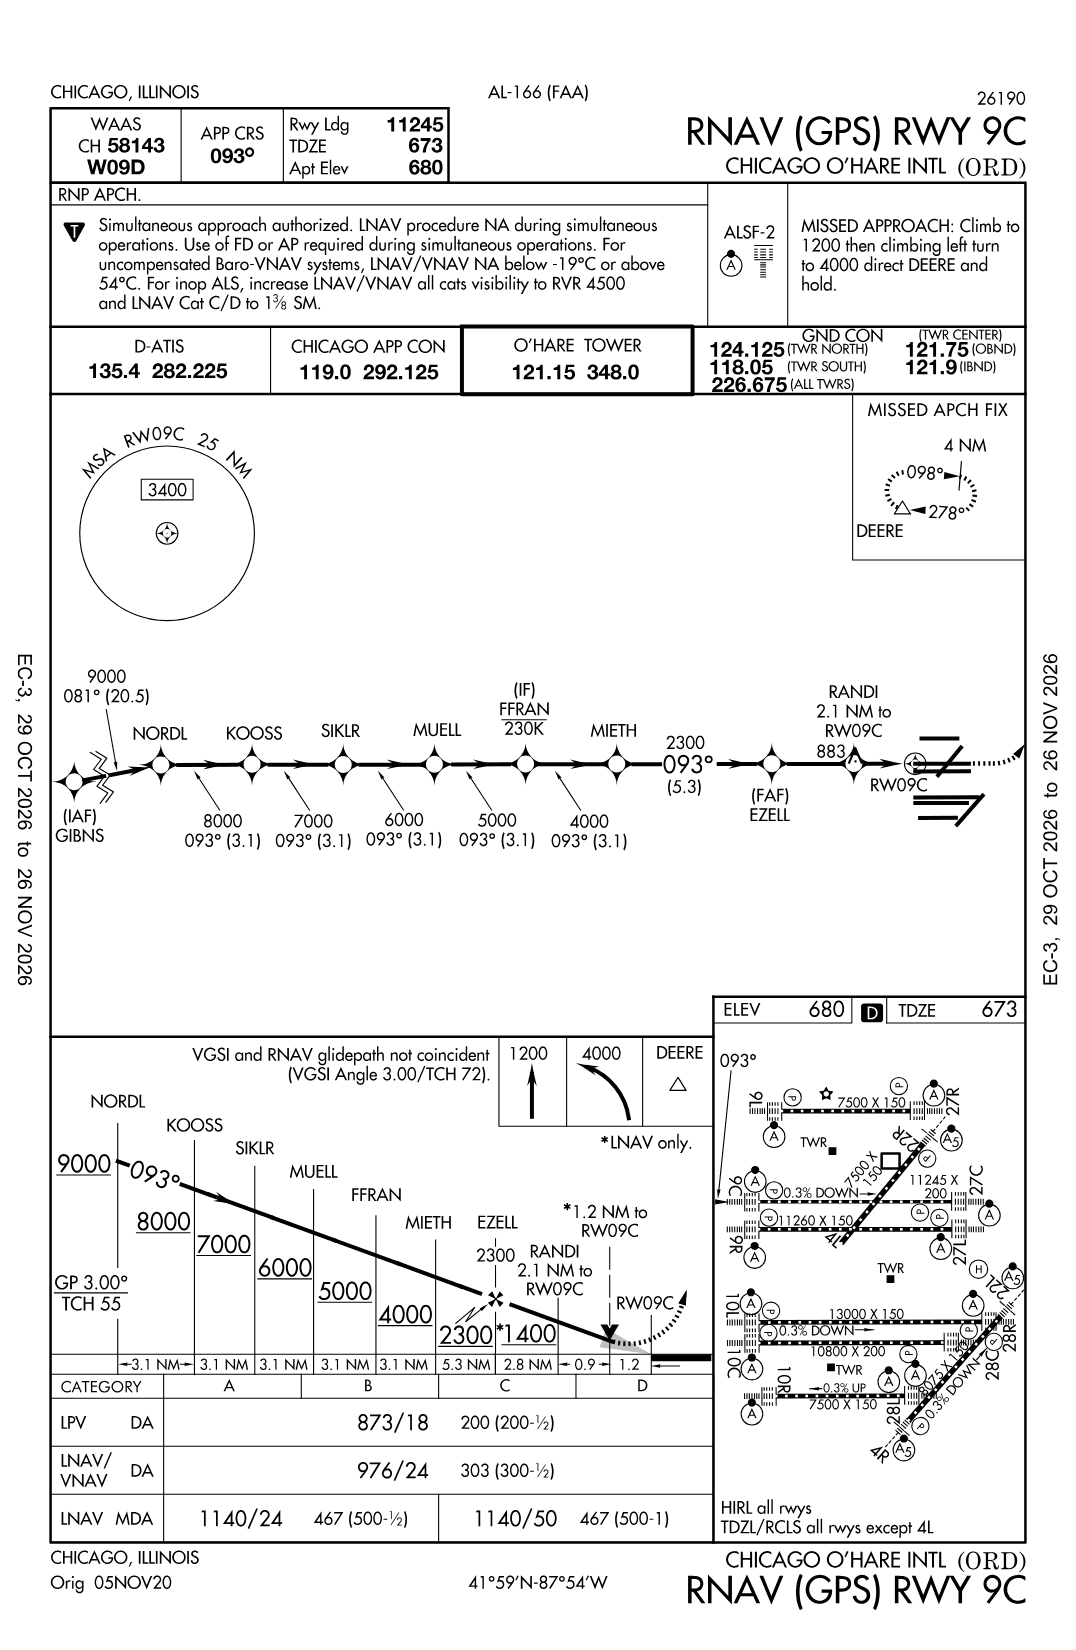 CHICAGO, ILLINOIS
AL-166 (FAA)
26190
RNAV (GPS) RWY 9C
CHICAGO O'HARE INTL (ORD)
WAAS
CH 58143
W09D
APP CRS
093°
Rwy Ldg 11245
TDZE 673
Apt Elev 680
RNP APCH.
T
Simultaneous approach authorized. LNAV procedure NA during simultaneous
operations. Use of FD or AP required during simultaneous operations. For
uncompensated Baro-VNAV systems, LNAV/VNAV NA below -19°C or above
54°C. For inop ALS, increase LNAV/VNAV all cats visibility to RVR 4500
and LNAV Cat C/D to 1⅜ SM.
ALSF-2
A
MISSED APPROACH: Climb to
1200 then climbing left turn
to 4000 direct DEERE and
hold.
D-ATIS
135.4 282.225
CHICAGO APP CON
119.0 292.125
O'HARE TOWER
121.15 348.0
GND CON
124.125 (TWR NORTH)
118.05 (TWR SOUTH)
226.675 (ALL TWRS)
(TWR CENTER)
121.75 (OBND)
121.9 (IBND)
MSA RW09C 25 NM
3400
MISSED APCH FIX
4 NM
098°
278°
DEERE
EC-3, 29 OCT 2026 to 26 NOV 2026
EC-3, 29 OCT 2026 to 26 NOV 2026
9000
081° (20.5)
(IAF)
GIBNS
NORDL
KOOSS
SIKLR
MUELL
(IF)
FFRAN
230K
MIETH
2300
093°
(5.3)
(FAF)
EZELL
RANDI
2.1 NM to
RW09C
883
RW09C
8000
093° (3.1)
7000
093° (3.1)
6000
093° (3.1)
5000
093° (3.1)
4000
093° (3.1)
ELEV 680
D
TDZE 673
093°
9L
7500 X 150
27R
TWR
22R
7500 X
150
9C
0.3% DOWN
11245 X
200
27C
9R
11260 X 150
4L
27L
TWR
22L
10L
13000 X 150
28R
0.3% DOWN
10C
10800 X 200
28C
TWR
8075 X 150
0.3% DOWN
10R
0.3% UP
7500 X 150
28L
4R
P
A
A5
H
HIRL all rwys
TDZL/RCLS all rwys except 4L
VGSI and RNAV glidepath not coincident
(VGSI Angle 3.00/TCH 72).
1200
4000
DEERE
*LNAV only.
NORDL
KOOSS
SIKLR
MUELL
FFRAN
MIETH
EZELL
2300
RANDI
2.1 NM to
RW09C
*1.2 NM to
RW09C
RW09C
9000
093°
8000
7000
6000
5000
4000
2300
*1400
GP 3.00°
TCH 55
3.1 NM 3.1 NM 3.1 NM 3.1 NM 3.1 NM 5.3 NM 2.8 NM 0.9 1.2
CATEGORY A B C D
LPV DA 873/18 200 (200-½)
LNAV/
VNAV DA 976/24 303 (300-½)
LNAV MDA 1140/24 467 (500-½) 1140/50 467 (500-1)
CHICAGO, ILLINOIS
Orig 05NOV20
41°59'N-87°54'W
CHICAGO O'HARE INTL (ORD)
RNAV (GPS) RWY 9C